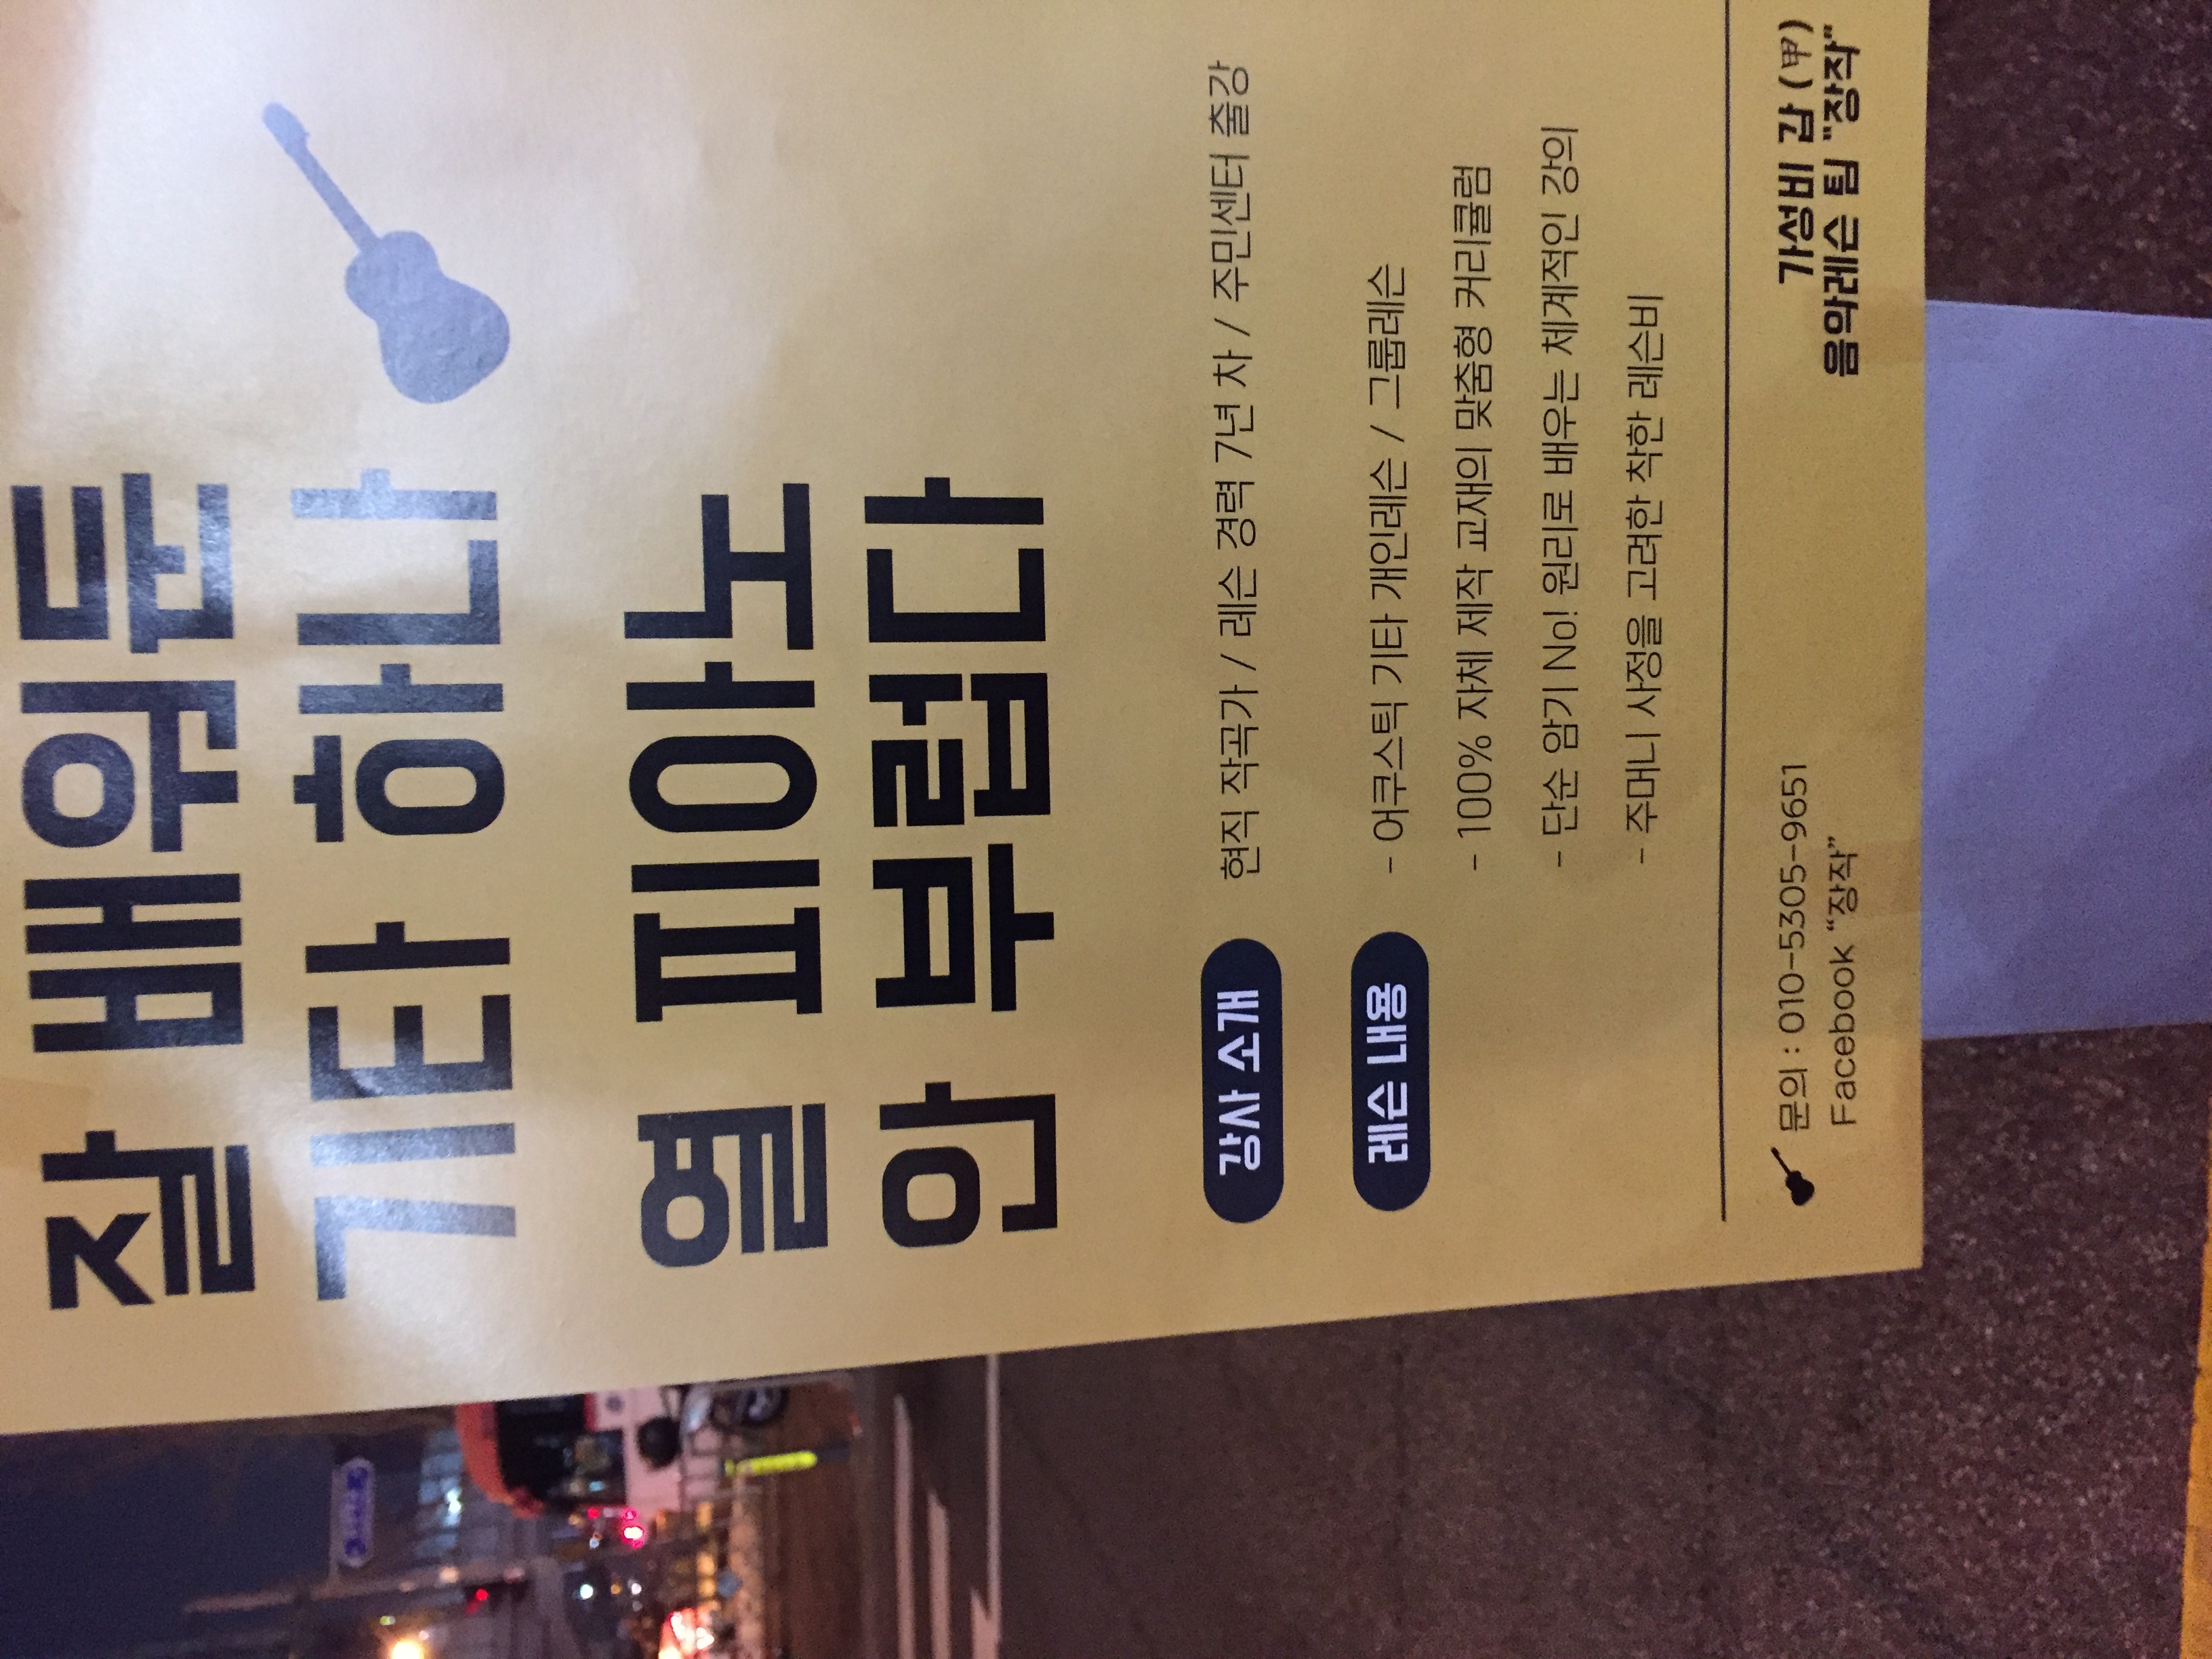 잘 배워둔
기타 하나
열 피아노
안 부럽다
강사 소개
현직 작곡가 / 레슨 경력 7년 차 / 주민센터 출강
레슨 내용
- 어쿠스틱 기타 개인레슨 / 그룹레슨
- 100% 자체 제작 교재의 맞춤형 커리큘럼
- 단순 암기 No! 원리로 배우는 체계적인 강의
- 주머니 사정을 고려한 착한 레슨비
문의 : 010-5305-9651
Facebook “장작”
가성비 갑 (甲)
음악레슨 팀 "장작"